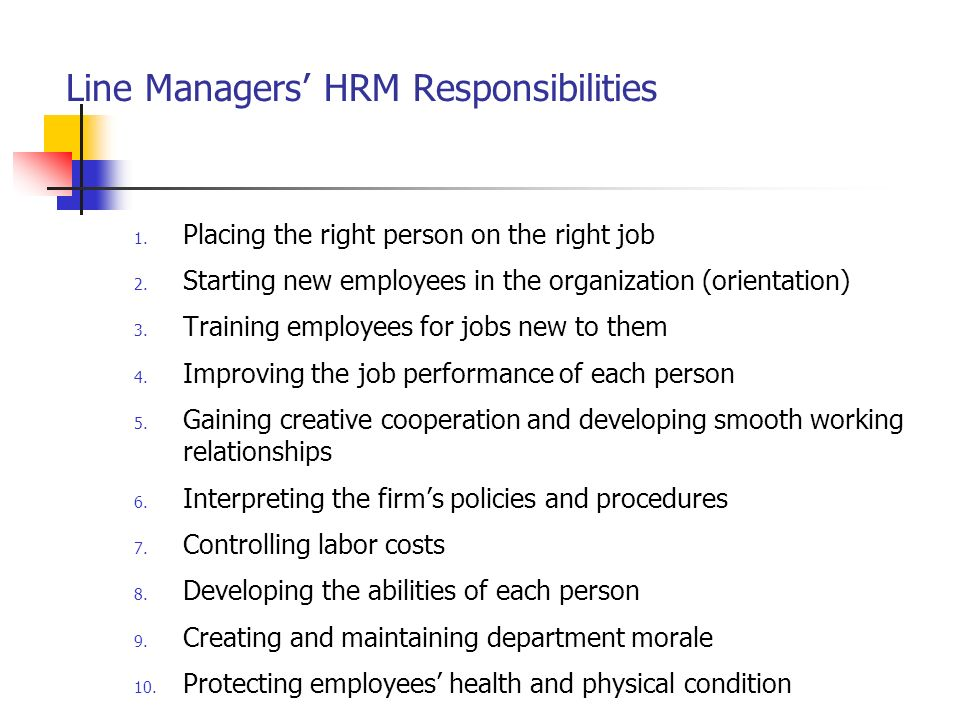 Line Managers’ HRM Responsibilities
1. Placing the right person on the right job
2. Starting new employees in the organization (orientation)
3. Training employees for jobs new to them
4. Improving the job performance of each person
5. Gaining creative cooperation and developing smooth working
relationships
6. Interpreting the firm’s policies and procedures
7. Controlling labor costs
8. Developing the abilities of each person
9. Creating and maintaining department morale
10. Protecting employees’ health and physical condition